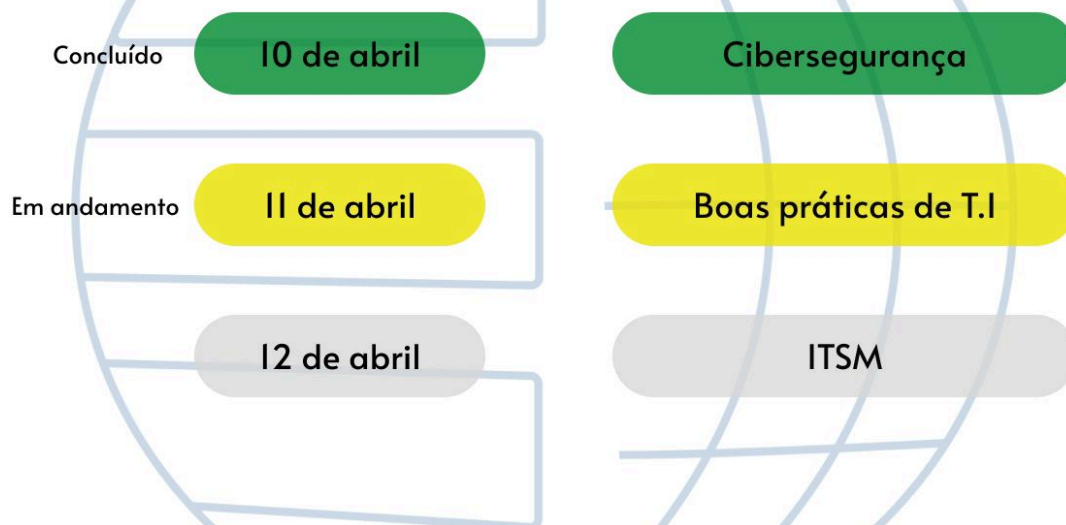 Concluído 10 de abril Cibersegurança
Em andamento 11 de abril Boas práticas de T.I
12 de abril ITSM